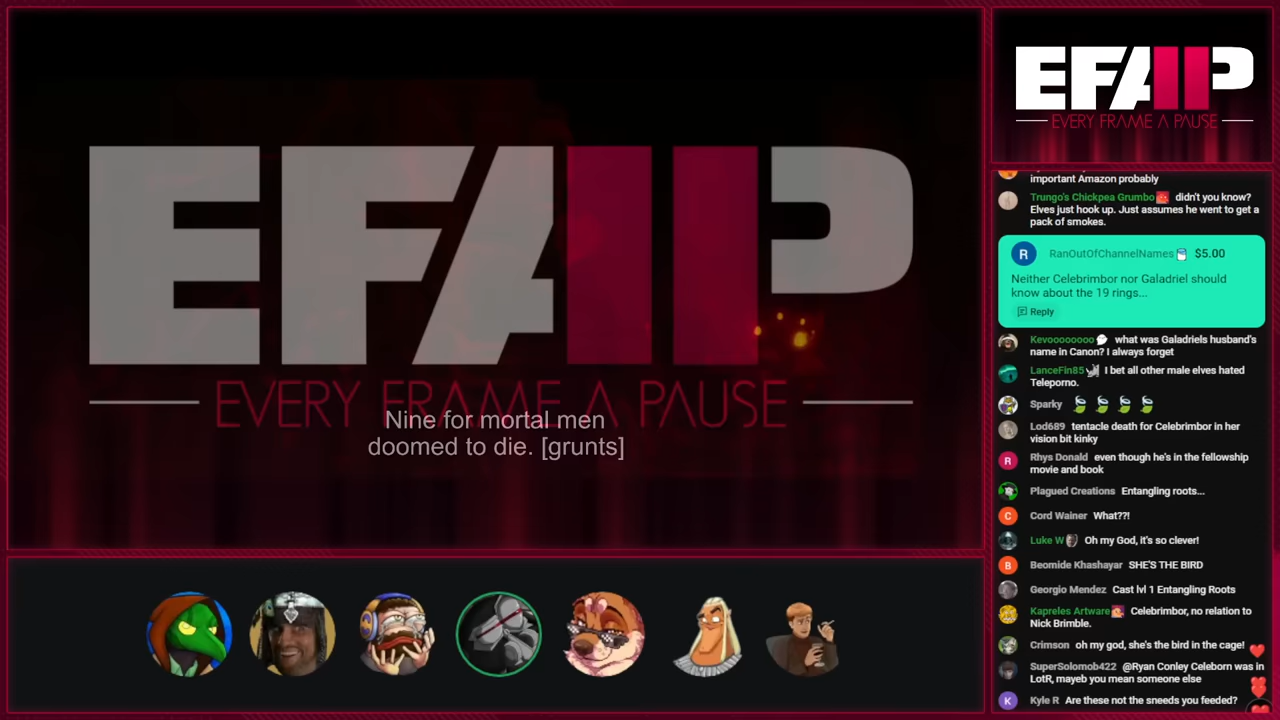 EFAP
EVERY FRAME A PAUSE
Nine for mortal men
doomed to die. [grunts]
EFAP
EVERY FRAME A PAUSE
important Amazon probably
Trungo's Chickpea Grumbo didn't you know?
Elves just hook up. Just assumes he went to get a
pack of smokes.
R
RanOutOfChannelNames $5.00
Neither Celebrimbor nor Galadriel should
know about the 19 rings...
Reply
Kevoooooooo what was Galadriels husband's
name in Canon? I always forget
LanceFin85 I bet all other male elves hated
Teleporno.
Sparky
Lod689 tentacle death for Celebrimbor in her
vision bit kinky
R Rhys Donald even though he's in the fellowship
movie and book
Plagued Creations Entangling roots...
C Cord Wainer What??!
Luke W Oh my God, it's so clever!
B Beomide Khashayar SHE'S THE BIRD
Georgio Mendez Cast lvl 1 Entangling Roots
Kapreles Artware Celebrimbor, no relation to
Nick Brimble.
Crimson oh my god, she's the bird in the cage!
SuperSolomob422 @Ryan Conley Celeborn was in
LotR, mayeb you mean someone else
K Kyle R Are these not the sneeds you feeded?